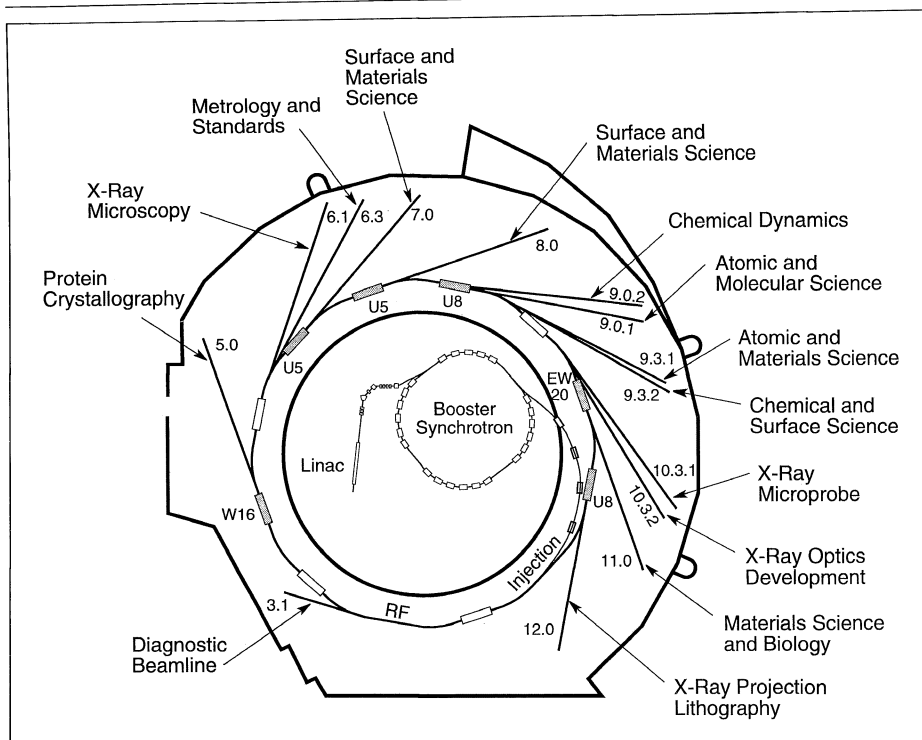 Surface and
Materials
Science
Metrology and
Standards
Surface and
Materials Science
X-Ray
Microscopy
6.1
6.3
7.0
8.0
Chemical Dynamics
Protein
Crystallography
Atomic and
Molecular Science
9.0.2
9.0.1
U5
U8
5.0
U5
9.3.1
9.3.2
Atomic and
Materials Science
EW
20
Chemical and
Surface Science
Booster
Synchrotron
Linac
10.3.1
10.3.2
X-Ray
Microprobe
W16
U8
11.0
X-Ray Optics
Development
Injection
3.1
RF
12.0
Diagnostic
Beamline
Materials Science
and Biology
X-Ray Projection
Lithography